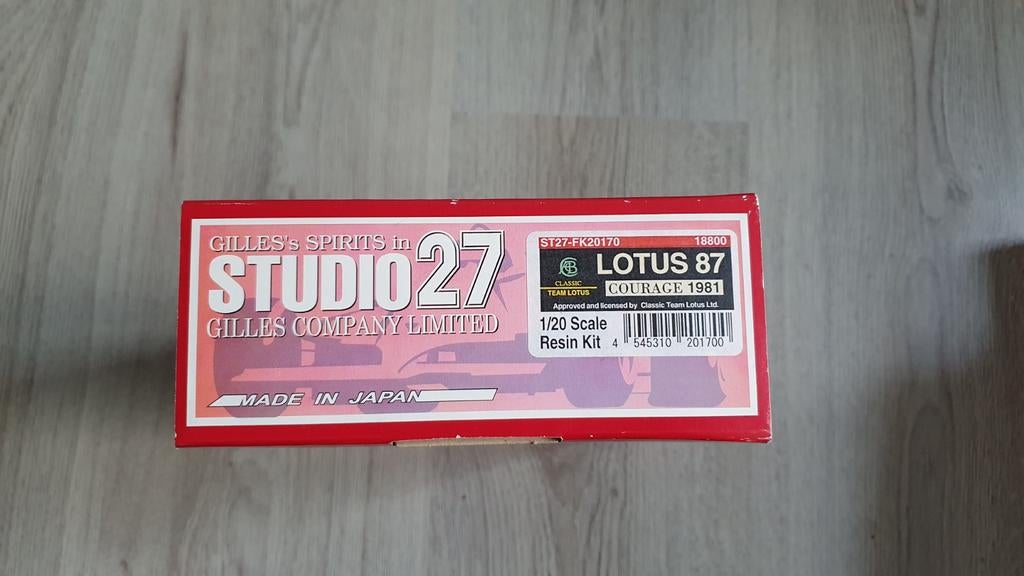 GILLES's SPIRITS in
STUDIO27
GILLES COMPANY LIMITED
MADE IN JAPAN
ST27-FK20170 18800
CLASSIC
TEAM LOTUS
LOTUS 87
COURAGE 1981
Approved and licensed by Classic Team Lotus Ltd.
1/20 Scale
Resin Kit
4 545310 201700